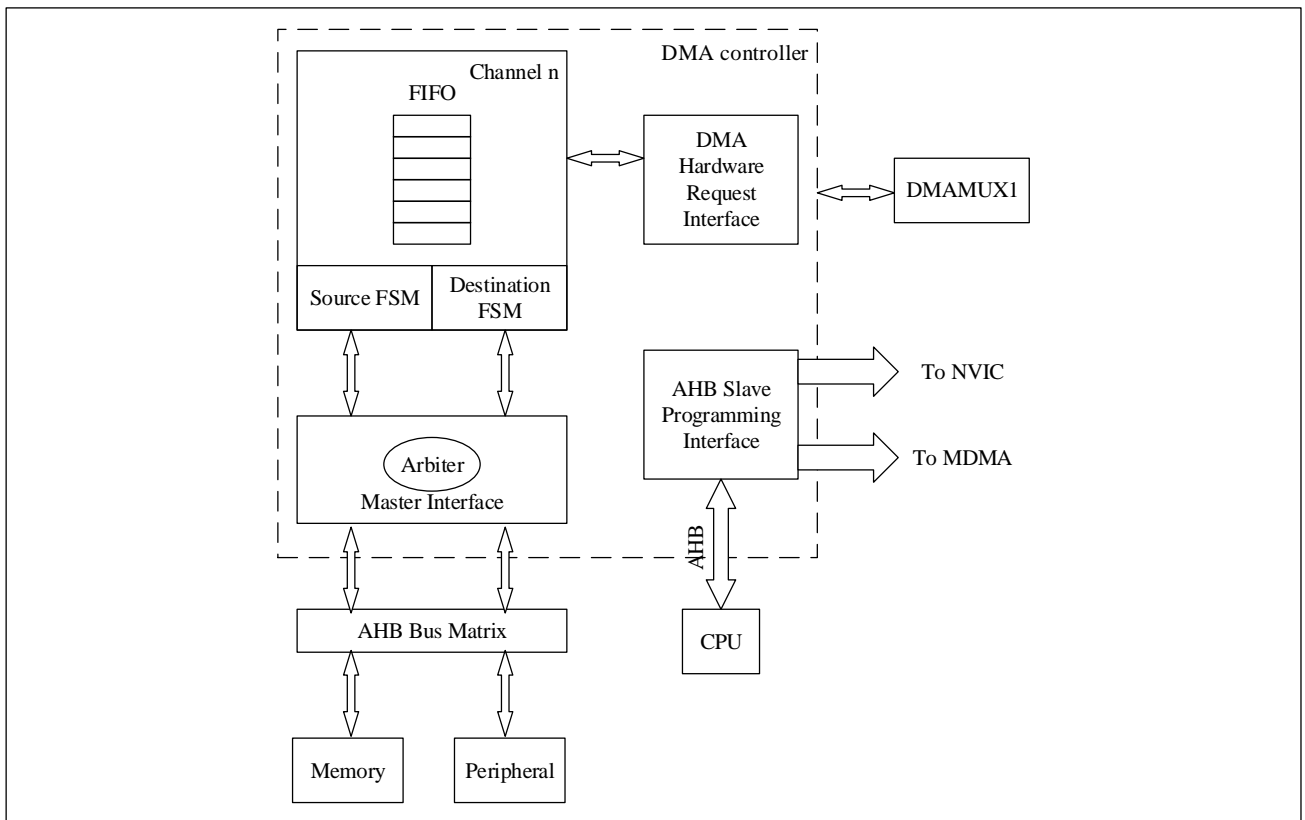 DMA controller
Channel n
FIFO
DMA
Hardware
Request
Interface
DMAMUX1
Source FSM
Destination
FSM
AHB Slave
Programming
Interface
To NVIC
To MDMA
Arbiter
Master Interface
AHB
AHB Bus Matrix
CPU
Memory
Peripheral